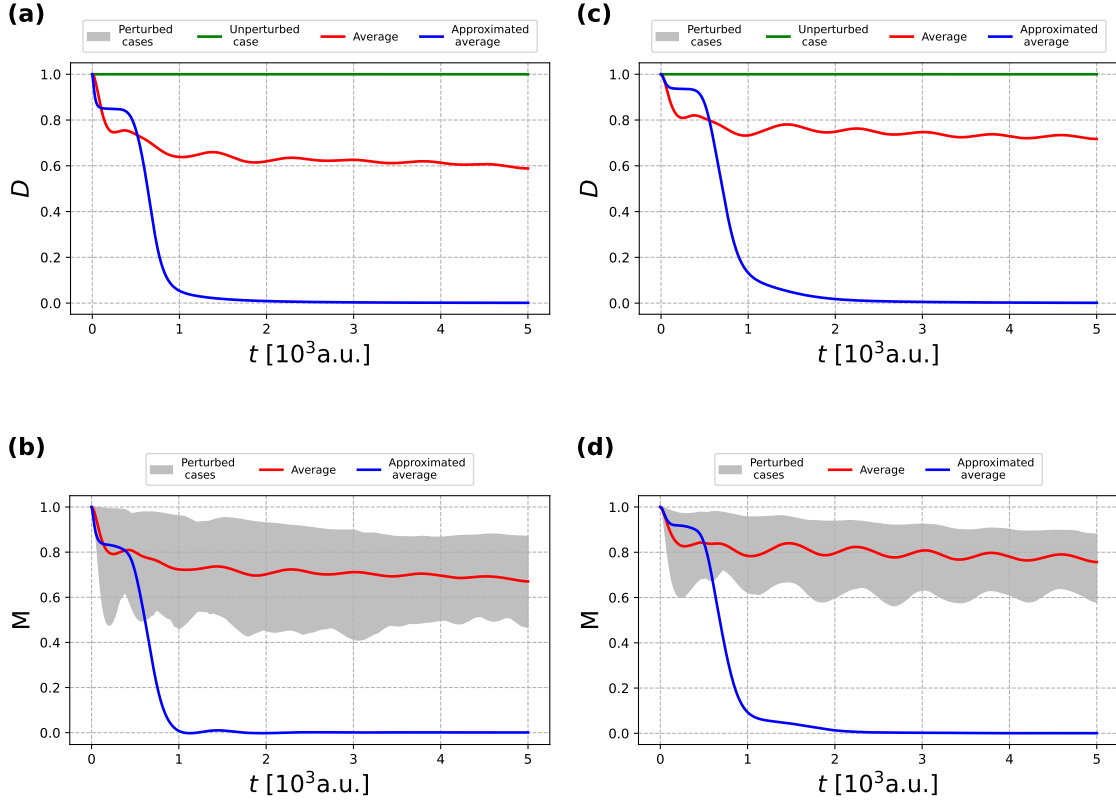 (a)
Perturbed cases
Unperturbed case
Average
Approximated average
1.0
0.8
0.6
0.4
0.2
0.0
D
0 1 2 3 4 5
t [10³a.u.]
(c)
Perturbed cases
Unperturbed case
Average
Approximated average
1.0
0.8
0.6
0.4
0.2
0.0
D
0 1 2 3 4 5
t [10³a.u.]
(b)
Perturbed cases
Average
Approximated average
1.0
0.8
0.6
0.4
0.2
0.0
M
0 1 2 3 4 5
t [10³a.u.]
(d)
Perturbed cases
Average
Approximated average
1.0
0.8
0.6
0.4
0.2
0.0
M
0 1 2 3 4 5
t [10³a.u.]